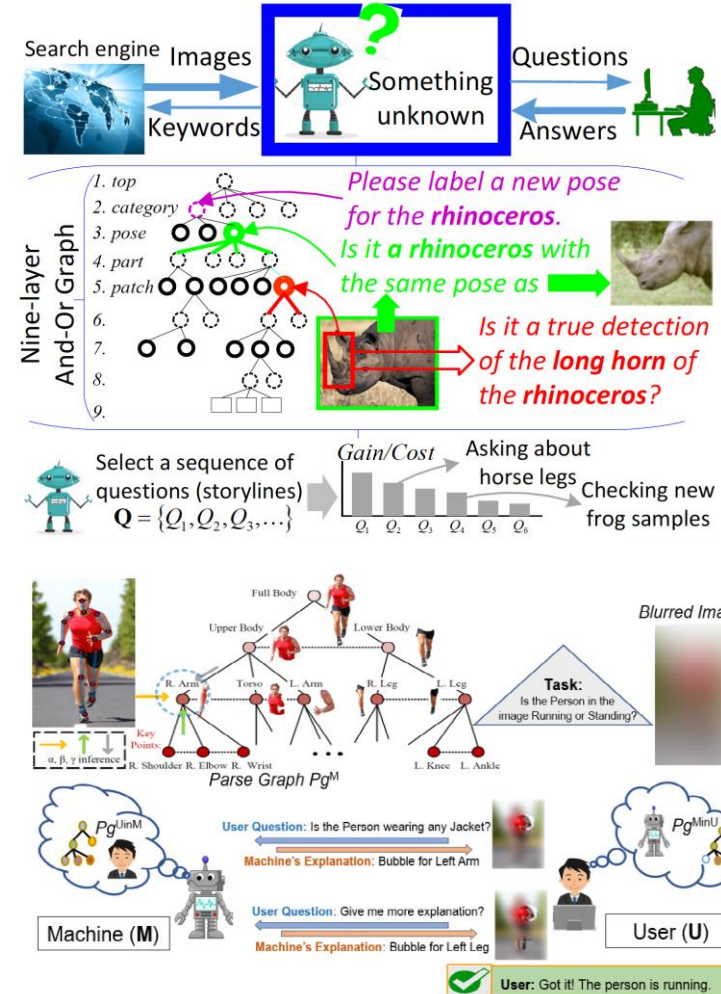 Search engine
Images
Keywords
?
Something
unknown
Questions
Answers
Nine-layer
And-Or Graph
1. top
2. category
3. pose
4. part
5. patch
6.
7.
8.
9.
Please label a new pose
for the rhinoceros.
Is it a rhinoceros with
the same pose as
Is it a true detection
of the long horn of
the rhinoceros?
Select a sequence of
questions (storylines)
Q = {Q1,Q2,Q3,...}
Gain/Cost
Q1 Q2 Q3 Q4 Q5 Q6
Asking about
horse legs
Checking new
frog samples
Full Body
Upper Body
Lower Body
R. Arm
Torso
L. Arm
R. Leg
L. Leg
Key
Points:
R. Shoulder R. Elbow R. Wrist
...
L. Knee L. Ankle
α, β, γ inference
Parse Graph Pg^M
Task:
Is the Person in the
image Running or Standing?
Blurred Ima
Pg^UinM
Machine (M)
User Question: Is the Person wearing any Jacket?
Machine's Explanation: Bubble for Left Arm
User Question: Give me more explanation?
Machine's Explanation: Bubble for Left Leg
Pg^MinU
User (U)
User: Got it! The person is running.